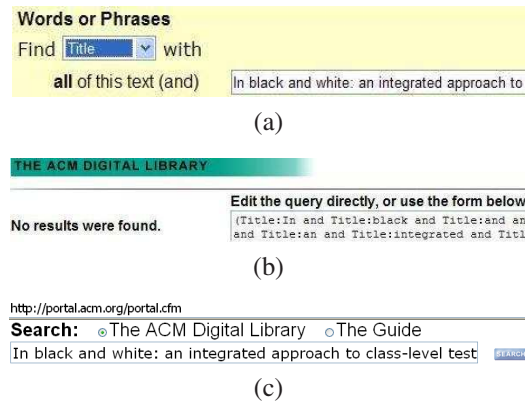 Words or Phrases
Find Title with
all of this text (and) In black and white: an integrated approach to
(a)
THE ACM DIGITAL LIBRARY
Edit the query directly, or use the form below
No results were found.
(Title:In and Title:black and Title:and an
and Title:an and Title:integrated and Titl
(b)
http://portal.acm.org/portal.cfm
Search: The ACM Digital Library The Guide
In black and white: an integrated approach to class-level test SEARCH
(c)